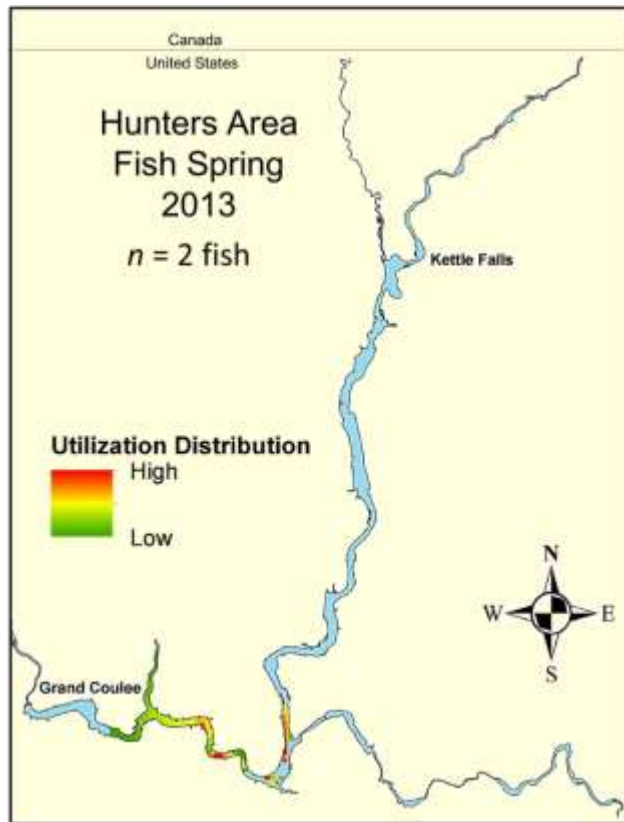 Canada
United States
Hunters Area
Fish Spring
2013
n = 2 fish
Kettle Falls
Utilization Distribution
High
Low
N
W
E
S
Grand Coulee